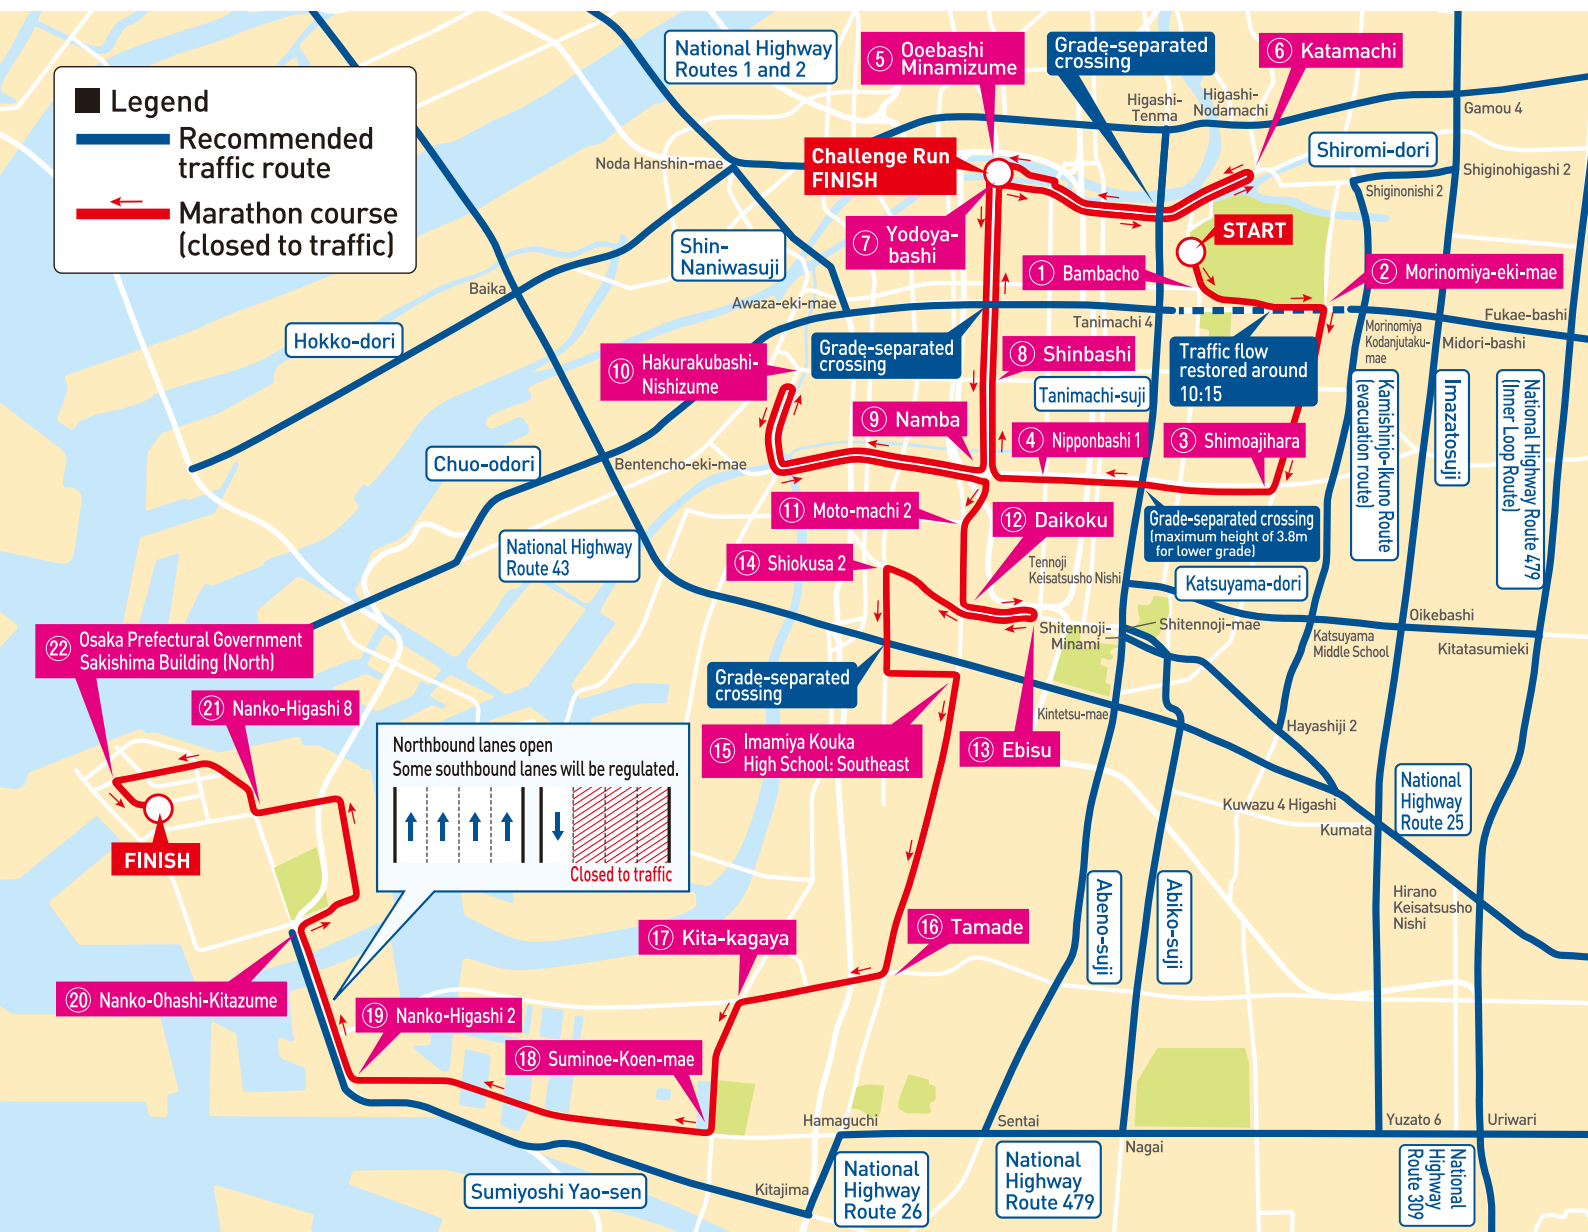 Legend
Recommended
traffic route
Marathon course
(closed to traffic)
National Highway
Routes 1 and 2
⑤ Ooebashi
Minamizume
Grade-separated
crossing
⑥ Katamachi
Higashi-
Tenma
Higashi-
Nodamachi
Gamou 4
Noda Hanshin-mae
Challenge Run
FINISH
Shiromi-dori
Shiginohigashi 2
Shiginonishi 2
⑦ Yodoya-
bashi
START
Shin-
Naniwasuji
① Bambacho
② Morinomiya-eki-mae
Baika
Awaza-eki-mae
Tanimachi 4
Fukae-bashi
Morinomiya
Kodanjutaku-
mae
Midori-bashi
Hokko-dori
Grade-separated
crossing
⑧ Shinbashi
Traffic flow
restored around
10:15
⑩ Hakurakubashi-
Nishizume
Tanimachi-suji
Kamishinjo-Ikuno Route
(evacuation route)
Imazatosuji
National Highway Route 479
(Inner Loop Route)
⑨ Namba
④ Nipponbashi 1
③ Shimoajihara
Chuo-odori
Bentencho-eki-mae
⑪ Moto-machi 2
⑫ Daikoku
Grade-separated crossing
(maximum height of 3.8m
for lower grade)
National Highway
Route 43
⑭ Shiokusa 2
Tennoji
Keisatsusho Nishi
Katsuyama-dori
Oikebashi
Shitennoji-
Minami
Shitennoji-mae
Katsuyama
Middle School
Kitatasumieki
㉒ Osaka Prefectural Government
Sakishima Building (North)
Grade-separated
crossing
㉑ Nanko-Higashi 8
Kintetsu-mae
Hayashiji 2
⑮ Imamiya Kouka
High School: Southeast
⑬ Ebisu
Northbound lanes open
Some southbound lanes will be regulated.
Closed to traffic
National
Highway
Route 25
Kuwazu 4 Higashi
Kumata
FINISH
Abeno-suji
Abiko-suji
Hirano
Keisatsusho
Nishi
⑯ Tamade
⑰ Kita-kagaya
⑳ Nanko-Ohashi-Kitazume
⑲ Nanko-Higashi 2
⑱ Suminoe-Koen-mae
Hamaguchi
Sentai
Yuzato 6
Uriwari
Nagai
Kitajima
Sumiyoshi Yao-sen
National
Highway
Route 26
National
Highway
Route 479
National
Highway
Route 309